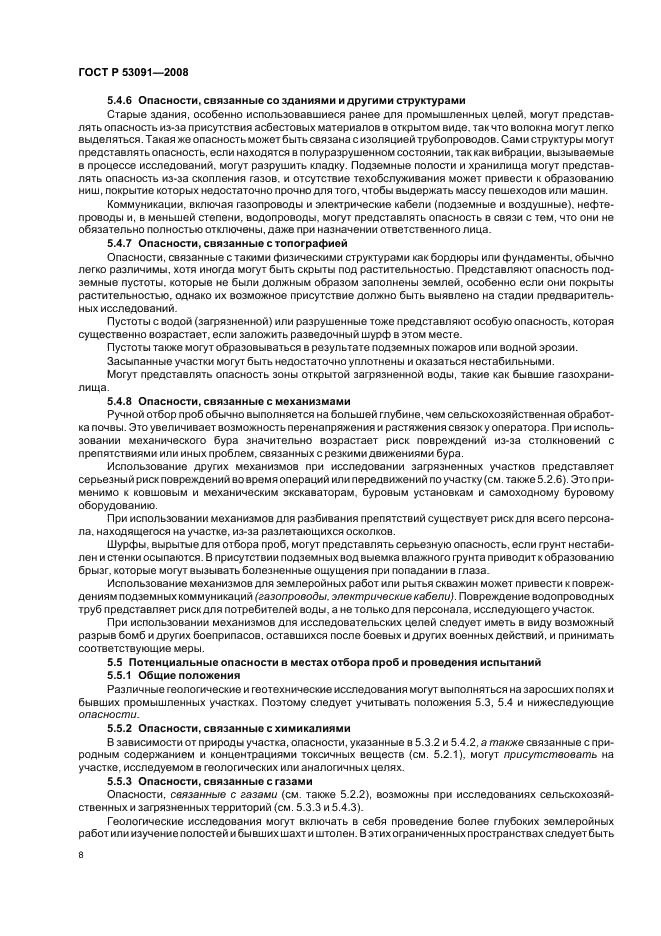 ГОСТ Р 53091—2008
5.4.6 Опасности, связанные со зданиями и другими структурами
Старые здания, особенно использовавшиеся ранее для промышленных целей, могут представ-
лять опасность из-за присутствия асбестовых материалов в открытом виде, так что волокна могут легко
выделяться. Такая же опасность может быть связана с изоляцией трубопроводов. Сами структуры могут
представлять опасность, если находятся в полуразрушенном состоянии, так как вибрации, вызываемые
в процессе исследований, могут разрушить кладку. Подземные полости и хранилища могут представ-
лять опасность из-за скопления газов, и отсутствие техобслуживания может привести к образованию
ниш, покрытие которых недостаточно прочно для того, чтобы выдержать массу пешеходов или машин.
Коммуникации, включая газопроводы и электрические кабели (подземные и воздушные), нефте-
проводы и, в меньшей степени, водопроводы, могут представлять опасность в связи с тем, что они не
обязательно полностью отключены, даже при назначении ответственного лица.
5.4.7 Опасности, связанные с топографией
Опасности, связанные с такими физическими структурами как бордюры или фундаменты, обычно
легко различимы, хотя иногда могут быть скрыты под растительностью. Представляют опасность под-
земные пустоты, которые не были должным образом заполнены землей, особенно если они покрыты
растительностью, однако их возможное присутствие должно быть выявлено на стадии предваритель-
ных исследований.
Пустоты с водой (загрязненной) или разрушенные тоже представляют особую опасность, которая
существенно возрастает, если заложить разведочный шурф в этом месте.
Пустоты также могут образовываться в результате подземных пожаров или водной эрозии.
Засыпанные участки могут быть недостаточно уплотнены и оказаться нестабильными.
Могут представлять опасность зоны открытой загрязненной воды, такие как бывшие газохрани-
лища.
5.4.8 Опасности, связанные с механизмами
Ручной отбор проб обычно выполняется на большей глубине, чем сельскохозяйственная обработ-
ка почвы. Это увеличивает возможность перенапряжения и растяжения связок у оператора. При исполь-
зовании механического бура значительно возрастает риск повреждений из-за столкновений с
препятствиями или иных проблем, связанных с резкими движениями бура.
Использование других механизмов при исследовании загрязненных участков представляет
серьезный риск повреждений во время операций или передвижений по участку (см. также 5.2.6). Это при-
менимо к ковшовым и механическим экскаваторам, буровым установкам и самоходному буровому
оборудованию.
При использовании механизмов для разбивания препятствий существует риск для всего персона-
ла, находящегося на участке, из-за разлетающихся осколков.
Шурфы, вырытые для отбора проб, могут представлять серьезную опасность, если грунт нестаби-
лен и стенки осыпаются. В присутствии подземных вод выемка влажного грунта приводит к образованию
брызг, которые могут вызывать болезненные ощущения при попадании в глаза.
Использование механизмов для землеройных работ или рытья скважин может привести к повреж-
дениям подземных коммуникаций (газопроводы, электрические кабели). Повреждение водопроводных
труб представляет риск для потребителей воды, а не только для персонала, исследующего участок.
При использовании механизмов для исследовательских целей следует иметь в виду возможный
разрыв бомб и других боеприпасов, оставшихся после боевых и других военных действий, и принимать
соответствующие меры.
5.5 Потенциальные опасности в местах отбора проб и проведения испытаний
5.5.1 Общие положения
Различные геологические и геотехнические исследования могут выполняться на заросших полях и
бывших промышленных участках. Поэтому следует учитывать положения 5.3, 5.4 и нижеследующие
опасности.
5.5.2 Опасности, связанные с химикалиями
В зависимости от природы участка, опасности, указанные в 5.3.2 и 5.4.2, а также связанные с при-
родным содержанием и концентрациями токсичных веществ (см. 5.2.1), могут присутствовать на
участке, исследуемом в геологических или аналогичных целях.
5.5.3 Опасности, связанные с газами
Опасности, связанные с газами (см. также 5.2.2), возможны при исследованиях сельскохозяй-
ственных и загрязненных территорий (см. 5.3.3 и 5.4.3).
Геологические исследования могут включать в себя проведение более глубоких землеройных
работ или изучение полостей и бывших шахт и штолен. В этих ограниченных пространствах следует быть
8